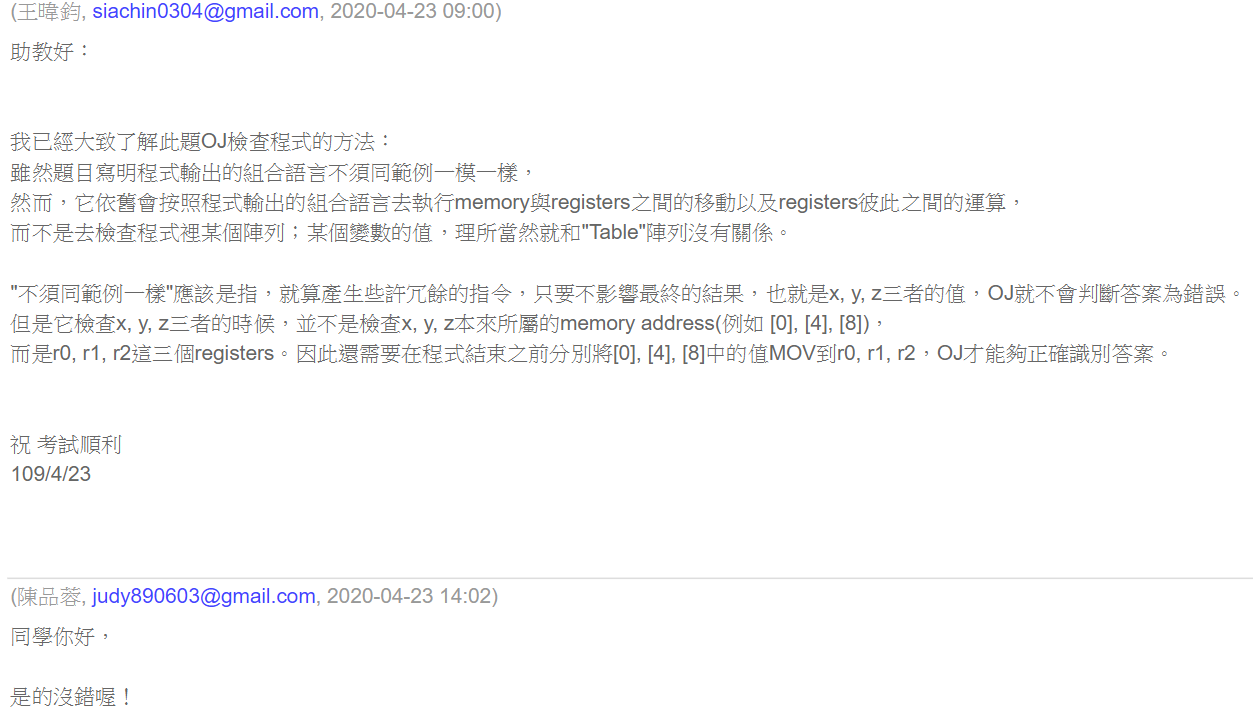 (王暐鈞, siachin0304@gmail.com, 2020-04-23 09:00)
助教好：
我已經大致了解此題OJ檢查程式的方法：
雖然題目寫明程式輸出的組合語言不須同範例一模一樣，
然而，它依舊會按照程式輸出的組合語言去執行memory與registers之間的移動以及registers彼此之間的運算，
而不是去檢查程式裡某個陣列；某個變數的值，理所當然就和"Table"陣列沒有關係。
"不須同範例一樣"應該是指，就算產生些許冗餘的指令，只要不影響最終的結果，也就是x, y, z三者的值，OJ就不會判斷答案為錯誤。
但是它檢查x, y, z三者的時候，並不是檢查x, y, z本來所屬的memory address(例如 [0], [4], [8])，
而是r0, r1, r2這三個registers。因此還需要在程式結束之前分別將[0], [4], [8]中的值MOV到r0, r1, r2，OJ才能夠正確識別答案。
祝 考試順利
109/4/23
(陳品蓉, judy890603@gmail.com, 2020-04-23 14:02)
同學你好，
是的沒錯喔！